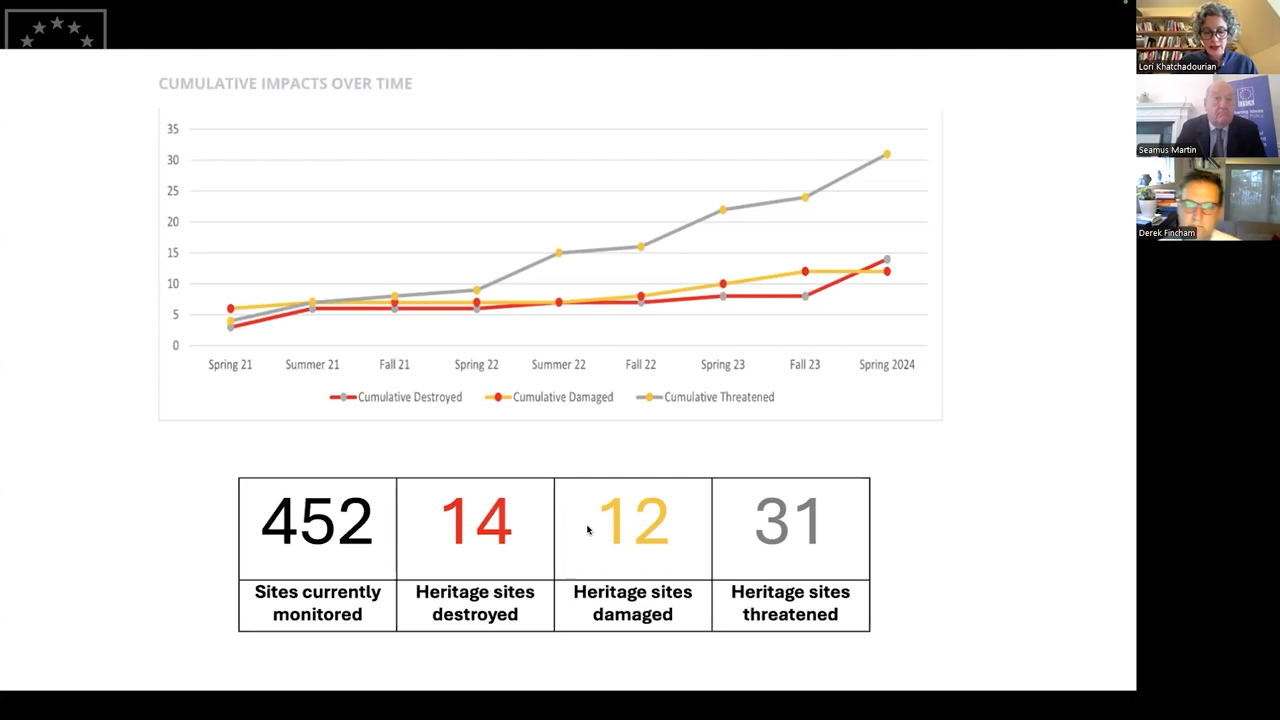 CUMULATIVE IMPACTS OVER TIME
35
30
25
20
15
10
5
0
Spring 21 Summer 21 Fall 21 Spring 22 Summer 22 Fall 22 Spring 23 Fall 23 Spring 2024
Cumulative Destroyed Cumulative Damaged Cumulative Threatened
452 14 12 31
Sites currently monitored
Heritage sites destroyed
Heritage sites damaged
Heritage sites threatened
Lori Khatchadourian
Seamus Martin
Derek Fincham